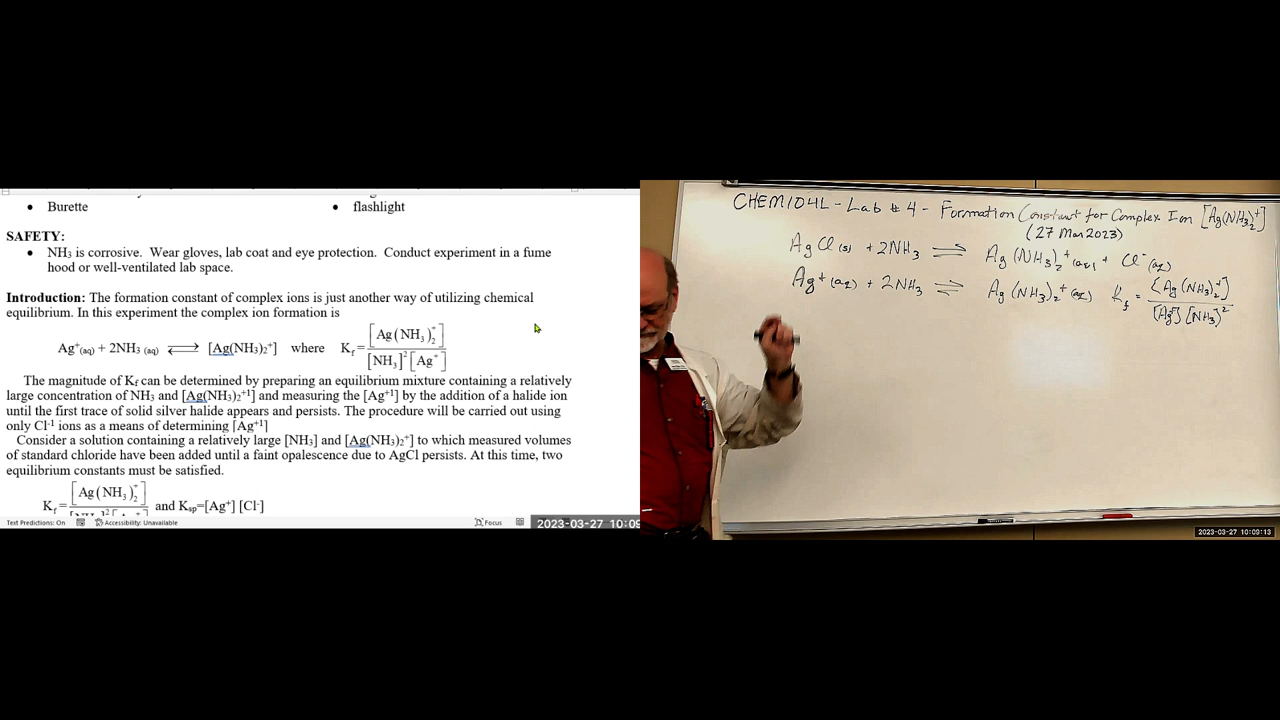 • Burette
• flashlight
SAFETY:
• NH3 is corrosive. Wear gloves, lab coat and eye protection. Conduct experiment in a fume
hood or well-ventilated lab space.
Introduction: The formation constant of complex ions is just another way of utilizing chemical
equilibrium. In this experiment the complex ion formation is
Ag⁺(aq) + 2NH3 (aq) ⇌ [Ag(NH3)2⁺] where Kf = [Ag(NH3)2⁺] / [NH3]² [Ag⁺]
The magnitude of Kf can be determined by preparing an equilibrium mixture containing a relatively
large concentration of NH3 and [Ag(NH3)2⁺¹] and measuring the [Ag⁺¹] by the addition of a halide ion
until the first trace of solid silver halide appears and persists. The procedure will be carried out using
only Cl⁻¹ ions as a means of determining [Ag⁺¹]
Consider a solution containing a relatively large [NH3] and [Ag(NH3)2⁺] to which measured volumes
of standard chloride have been added until a faint opalescence due to AgCl persists. At this time, two
equilibrium constants must be satisfied.
Kf = [Ag(NH3)2⁺] and Ksp=[Ag⁺] [Cl⁻]
Text Predictions: On Accessibility: Unavailable Focus
2023-03-27 10:09
CHEM104L - Lab # 4 - Formation Constant for Complex Ion [Ag(NH3)2⁺]
(27 Mar 2023)
AgCl(s) + 2NH3 ⇌ Ag(NH3)2⁺(aq) + Cl⁻(aq)
Ag⁺(aq) + 2NH3 ⇌ Ag(NH3)2⁺(aq) Kf = [Ag(NH3)2⁺] / [Ag⁺][NH3]²
2023-03-27 10:09:13